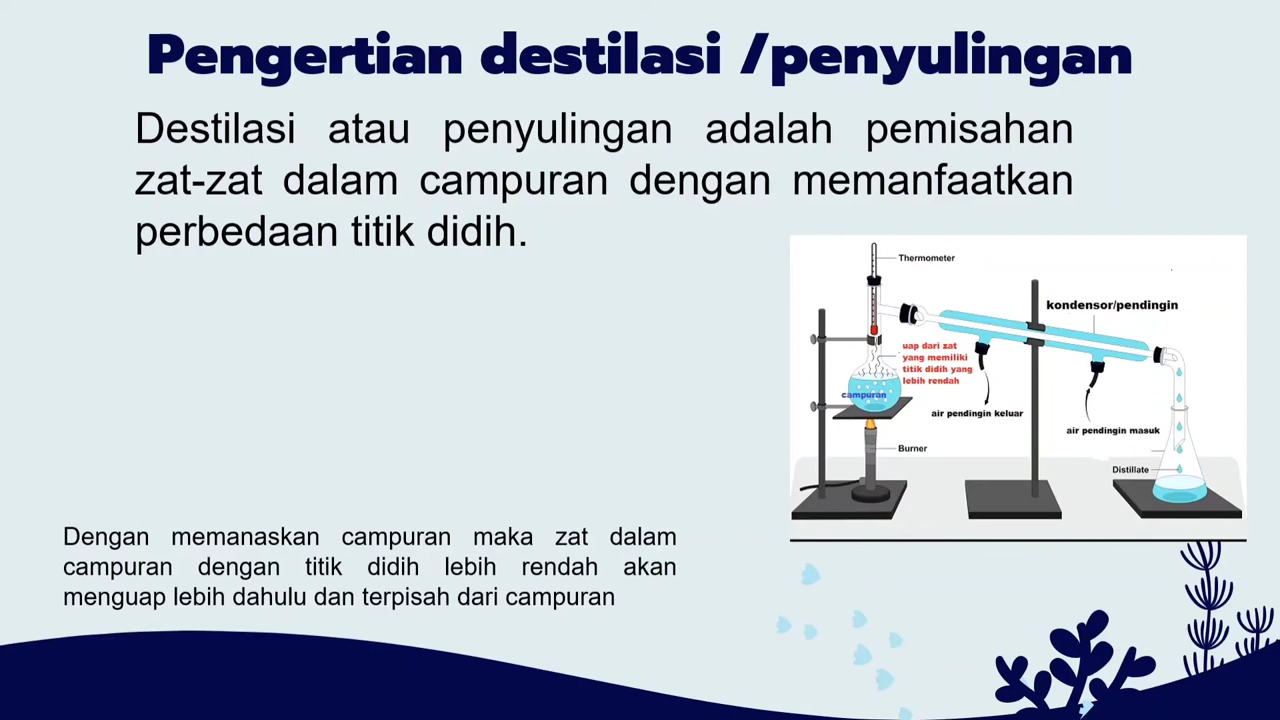 Pengertian destilasi /penyulingan
Destilasi atau penyulingan adalah pemisahan
zat-zat dalam campuran dengan memanfaatkan
perbedaan titik didih.
Thermometer
kondensor/pendingin
uap dari zat
yang memiliki
titik didih yang
lebih rendah
campuran
air pendingin keluar
air pendingin masuk
Burner
Distillate
Dengan memanaskan campuran maka zat dalam
campuran dengan titik didih lebih rendah akan
menguap lebih dahulu dan terpisah dari campuran